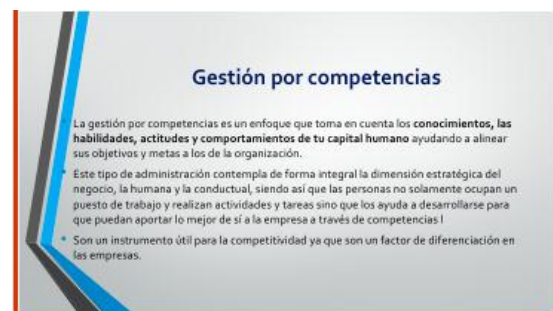 Gestión por competencias
La gestión por competencias es un enfoque que toma en cuenta los conocimientos, las
habilidades, actitudes y comportamientos de tu capital humano ayudando a alinear
sus objetivos y metas a los de la organización.
Este tipo de administración contempla de forma integral la dimensión estratégica del
negocio, la humana y la conductual, siendo así que las personas no solamente ocupan un
puesto de trabajo y realizan actividades y tareas sino que los ayuda a desarrollarse para
que puedan aportar lo mejor de sí a la empresa a través de competencias l
Son un instrumento útil para la competitividad ya que son un factor de diferenciación en
las empresas.